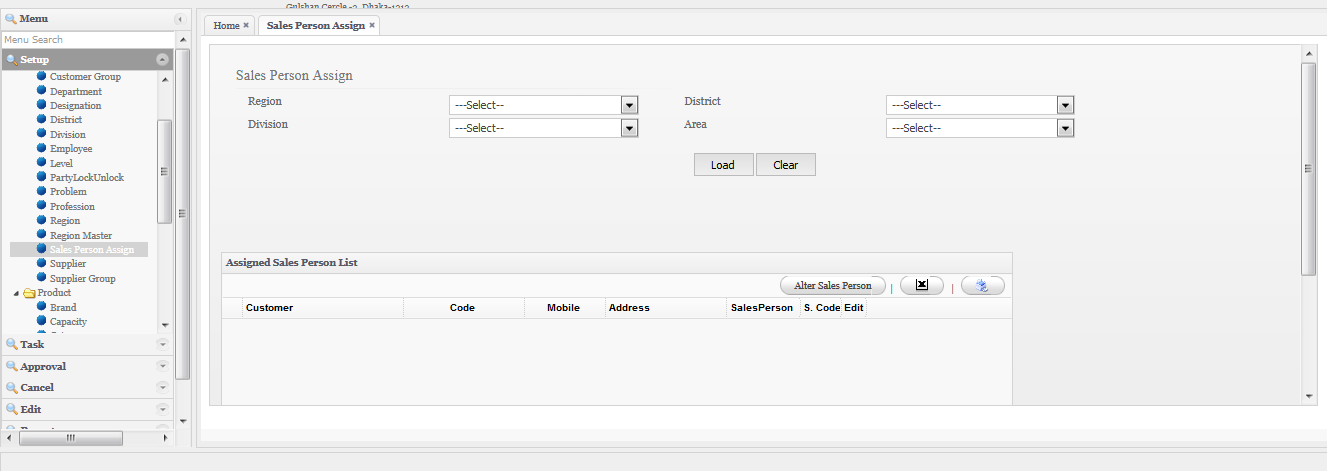 Gulshan Cercle -2, Dhaka-1212
Menu
Home
Sales Person Assign
Menu Search
Setup
Customer Group
Department
Designation
District
Division
Employee
Level
PartyLockUnlock
Problem
Profession
Region
Region Master
Sales Person Assign
Supplier
Supplier Group
Product
Brand
Capacity
Task
Approval
Cancel
Edit
Sales Person Assign
Region ---Select-- District ---Select--
Division ---Select-- Area ---Select--
Load Clear
Assigned Sales Person List
Alter Sales Person | |
Customer Code Mobile Address SalesPerson S. Code Edit